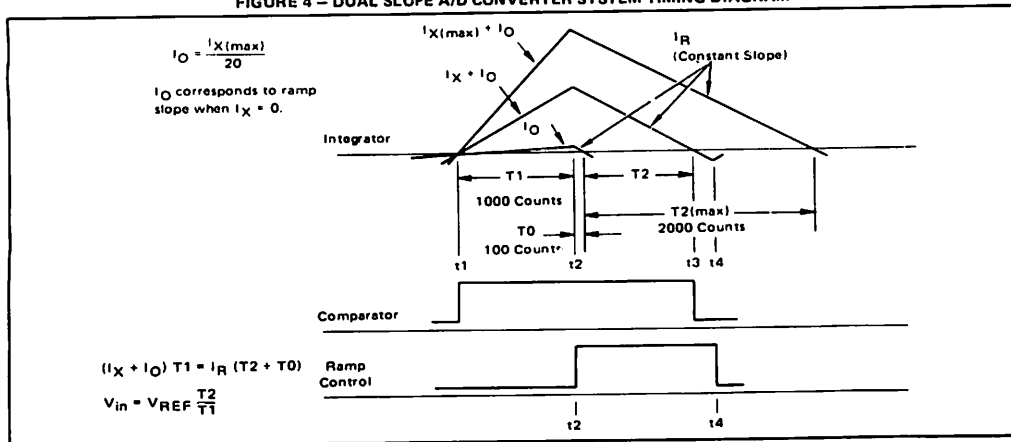 FIGURE 4 – DUAL SLOPE A/D CONVERTER SYSTEM TIMING DIAGRAM
IO = IX(max) / 20
IO corresponds to ramp
slope when IX = 0.
IX(max) + IO
IX + IO
IO
IR
(Constant Slope)
Integrator
T1
T2
1000 Counts
T2(max)
2000 Counts
T0
100 Counts
t1
t2
t3
t4
Comparator
(IX + IO) T1 = IR (T2 + T0)
Vin = VREF T2 / T1
Ramp
Control
t2
t4